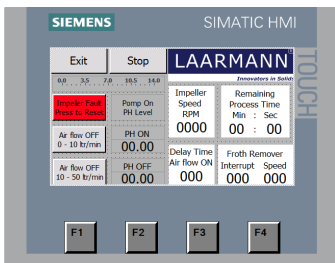 SIEMENS
SIMATIC HMI
TOUCH
Exit
Stop
LAARMANN
Innovators in Solids
0,0 3,5 7,0 10,5 14,0
Impeller Fault
Press to Reset
Pump On
PH Level
Impeller
Speed
RPM
0000
Remaining
Process Time
Min : Sec
00 : 00
Air flow OFF
0 - 10 ltr/min
PH ON
00.00
Air flow OFF
10 - 50 ltr/min
PH OFF
00.00
Delay Time
Air flow ON
000
Froth Remover
Interrupt Speed
000 000
F1
F2
F3
F4